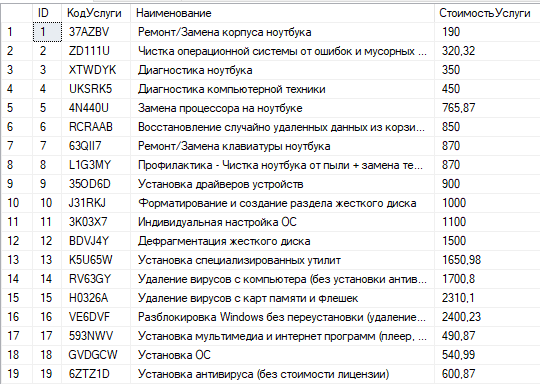 ID КодУслуги Наименование СтоимостьУслуги
1 1 37AZBV Ремонт/Замена корпуса ноутбука 190
2 2 ZD111U Чистка операционной системы от ошибок и мусорных ... 320,32
3 3 XTWDYK Диагностика ноутбука 350
4 4 UKSRK5 Диагностика компьютерной техники 450
5 5 4N440U Замена процессора на ноутбуке 765,87
6 6 RCRAAB Восстановление случайно удаленных данных из корзи... 850
7 7 63QII7 Ремонт/Замена клавиатуры ноутбука 870
8 8 L1G3MY Профилактика - Чистка ноутбука от пыли + замена те... 870
9 9 35OD6D Установка драйверов устройств 900
10 10 J31RKJ Форматирование и создание раздела жесткого диска 1000
11 11 3K03X7 Индивидуальная настройка ОС 1100
12 12 BDVJ4Y Дефрагментация жесткого диска 1500
13 13 K5U65W Установка специализированных утилит 1650,98
14 14 RV63GY Удаление вирусов с компьютера (без установки антив... 1700,8
15 15 H0326A Удаление вирусов с карт памяти и флешек 2310,1
16 16 VE6DVF Разблокировка Windows без переустановки (удаление... 2400,23
17 17 593NWV Установка мультимедиа и интернет программ (плеер, ... 490,87
18 18 GVDGCW Установка ОС 540,99
19 19 6ZTZ1D Установка антивируса (без стоимости лицензии) 600,87